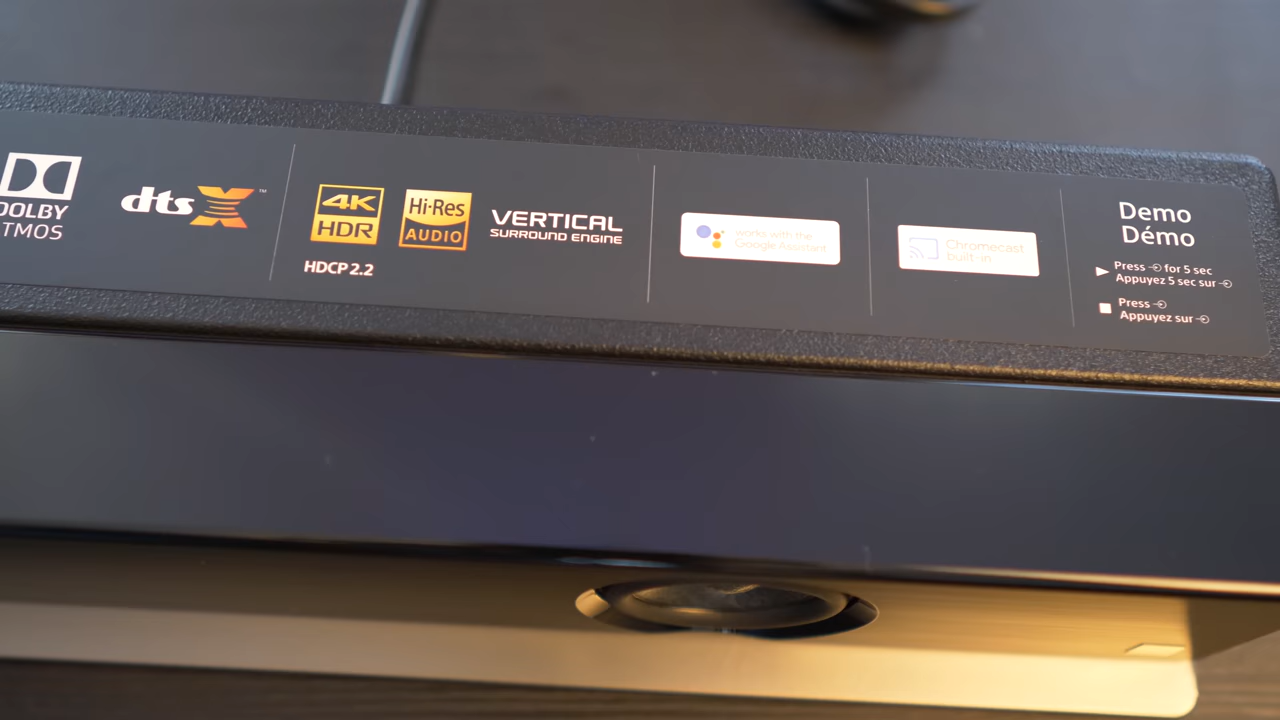 DOLBY
ATMOS
dts X™
4K
HDR
HDCP 2.2
Hi-Res
AUDIO
VERTICAL
SURROUND ENGINE
works with the
Google Assistant
Chromecast
built-in
Demo
Démo
Press for 5 sec
Appuyez 5 sec sur
Press
Appuyez sur